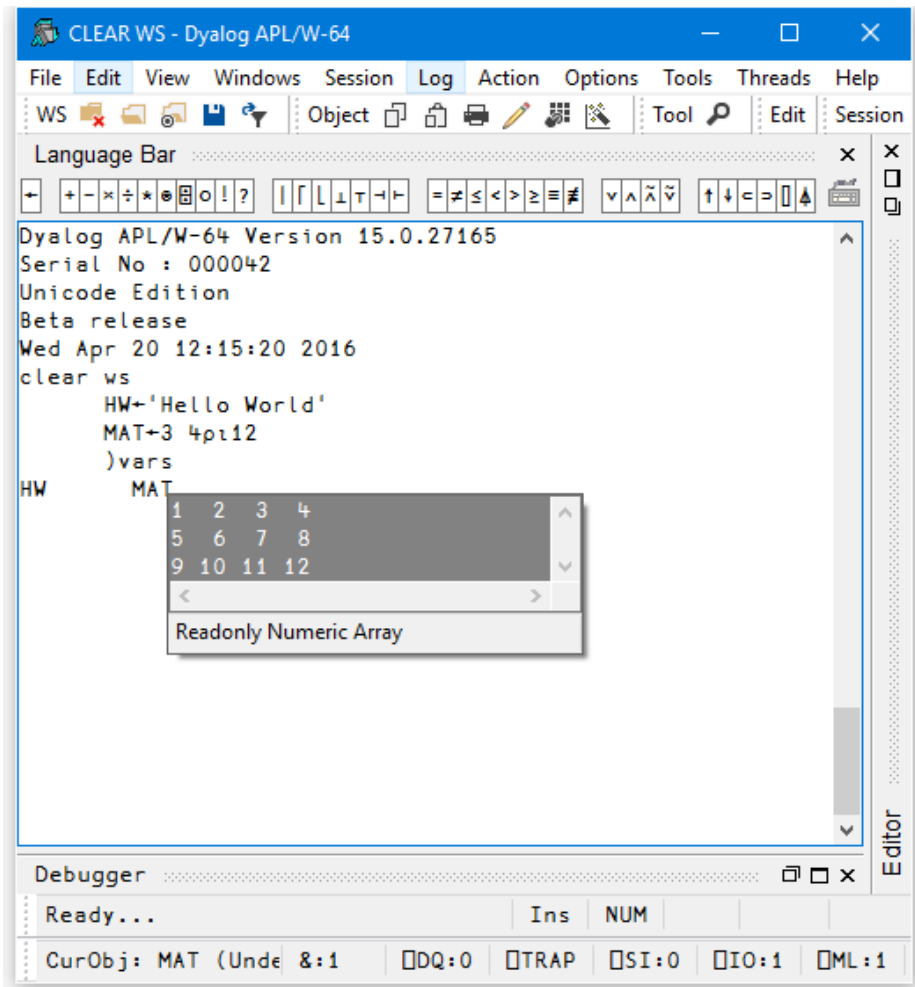 CLEAR WS - Dyalog APL/W-64
File Edit View Windows Session Log Action Options Tools Threads Help
WS Object Tool Edit Session
Language Bar
← + - × ÷ * ⍟ ⌹ ○ ! ? | ⌈ ⌊ ⊥ ⊤ ⊣ ⊢ = ≠ ≤ < > ≥ ≡ ≢ ∨ ∧ ⍲ ⍱ ↑ ↓ ⊂ ⊃ ⌷ ⍋
Dyalog APL/W-64 Version 15.0.27165
Serial No : 000042
Unicode Edition
Beta release
Wed Apr 20 12:15:20 2016
clear ws
HW←'Hello World'
MAT←3 4⍴⍳12
)vars
HW MAT
1 2 3 4
5 6 7 8
9 10 11 12
Readonly Numeric Array
Editor
Debugger
Ready... Ins NUM
CurObj: MAT (Unde &:1 ⎕DQ:0 ⎕TRAP ⎕SI:0 ⎕IO:1 ⎕ML:1